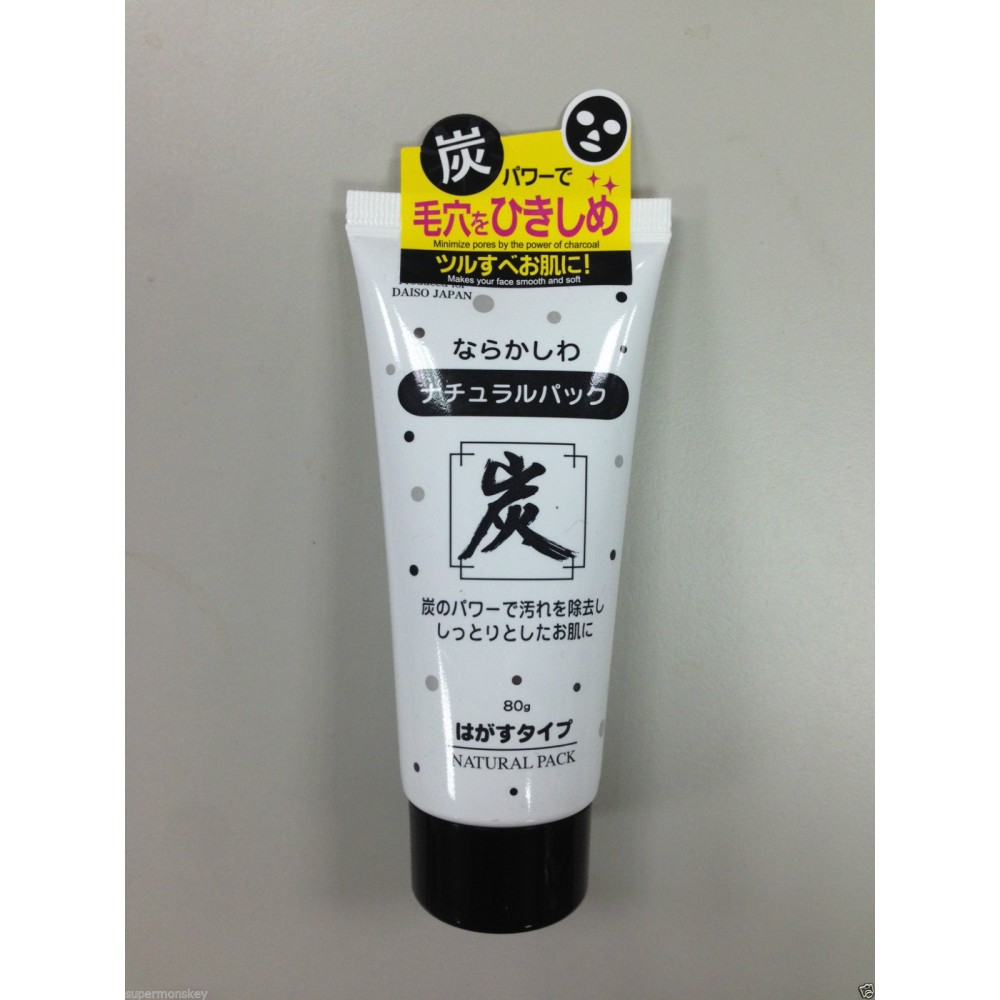 炭
パワーで
毛穴をひきしめ
Minimize pores by the power of charcoal
ツルすべお肌に!
Makes your face smooth and soft
DAISO JAPAN
ならかしわ
ナチュラルパック
炭
炭のパワーで汚れを除去し
しっとりとしたお肌に
80g
はがすタイプ
NATURAL PACK
supermonskey